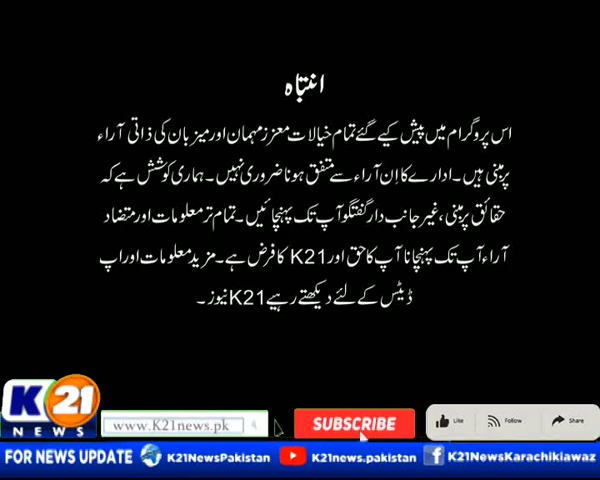 انتباہ
اس پروگرام میں پیش کیے گئے تمام خیالات معزز مہمان اور میزبان کی ذاتی آراء
پر مبنی ہیں۔ ادارے کا اِن آراء سے متفق ہونا ضروری نہیں۔ ہماری کوشش ہے کہ
حقائق پر مبنی، غیر جانب دار گفتگو آپ تک پہنچائیں۔ تمام تر معلومات اور متضاد
آراء آپ تک پہنچانا آپ کا حق اور K21 کا فرض ہے۔ مزید معلومات اور اپ
ڈیٹس کے لئے دیکھتے رہیے K21 نیوز۔
K21
NEWS
www.K21news.pk
SUBSCRIBE
Like
Follow
Share
FOR NEWS UPDATE
K21NewsPakistan
K21news.pakistan
K21NewsKarachikiawaz